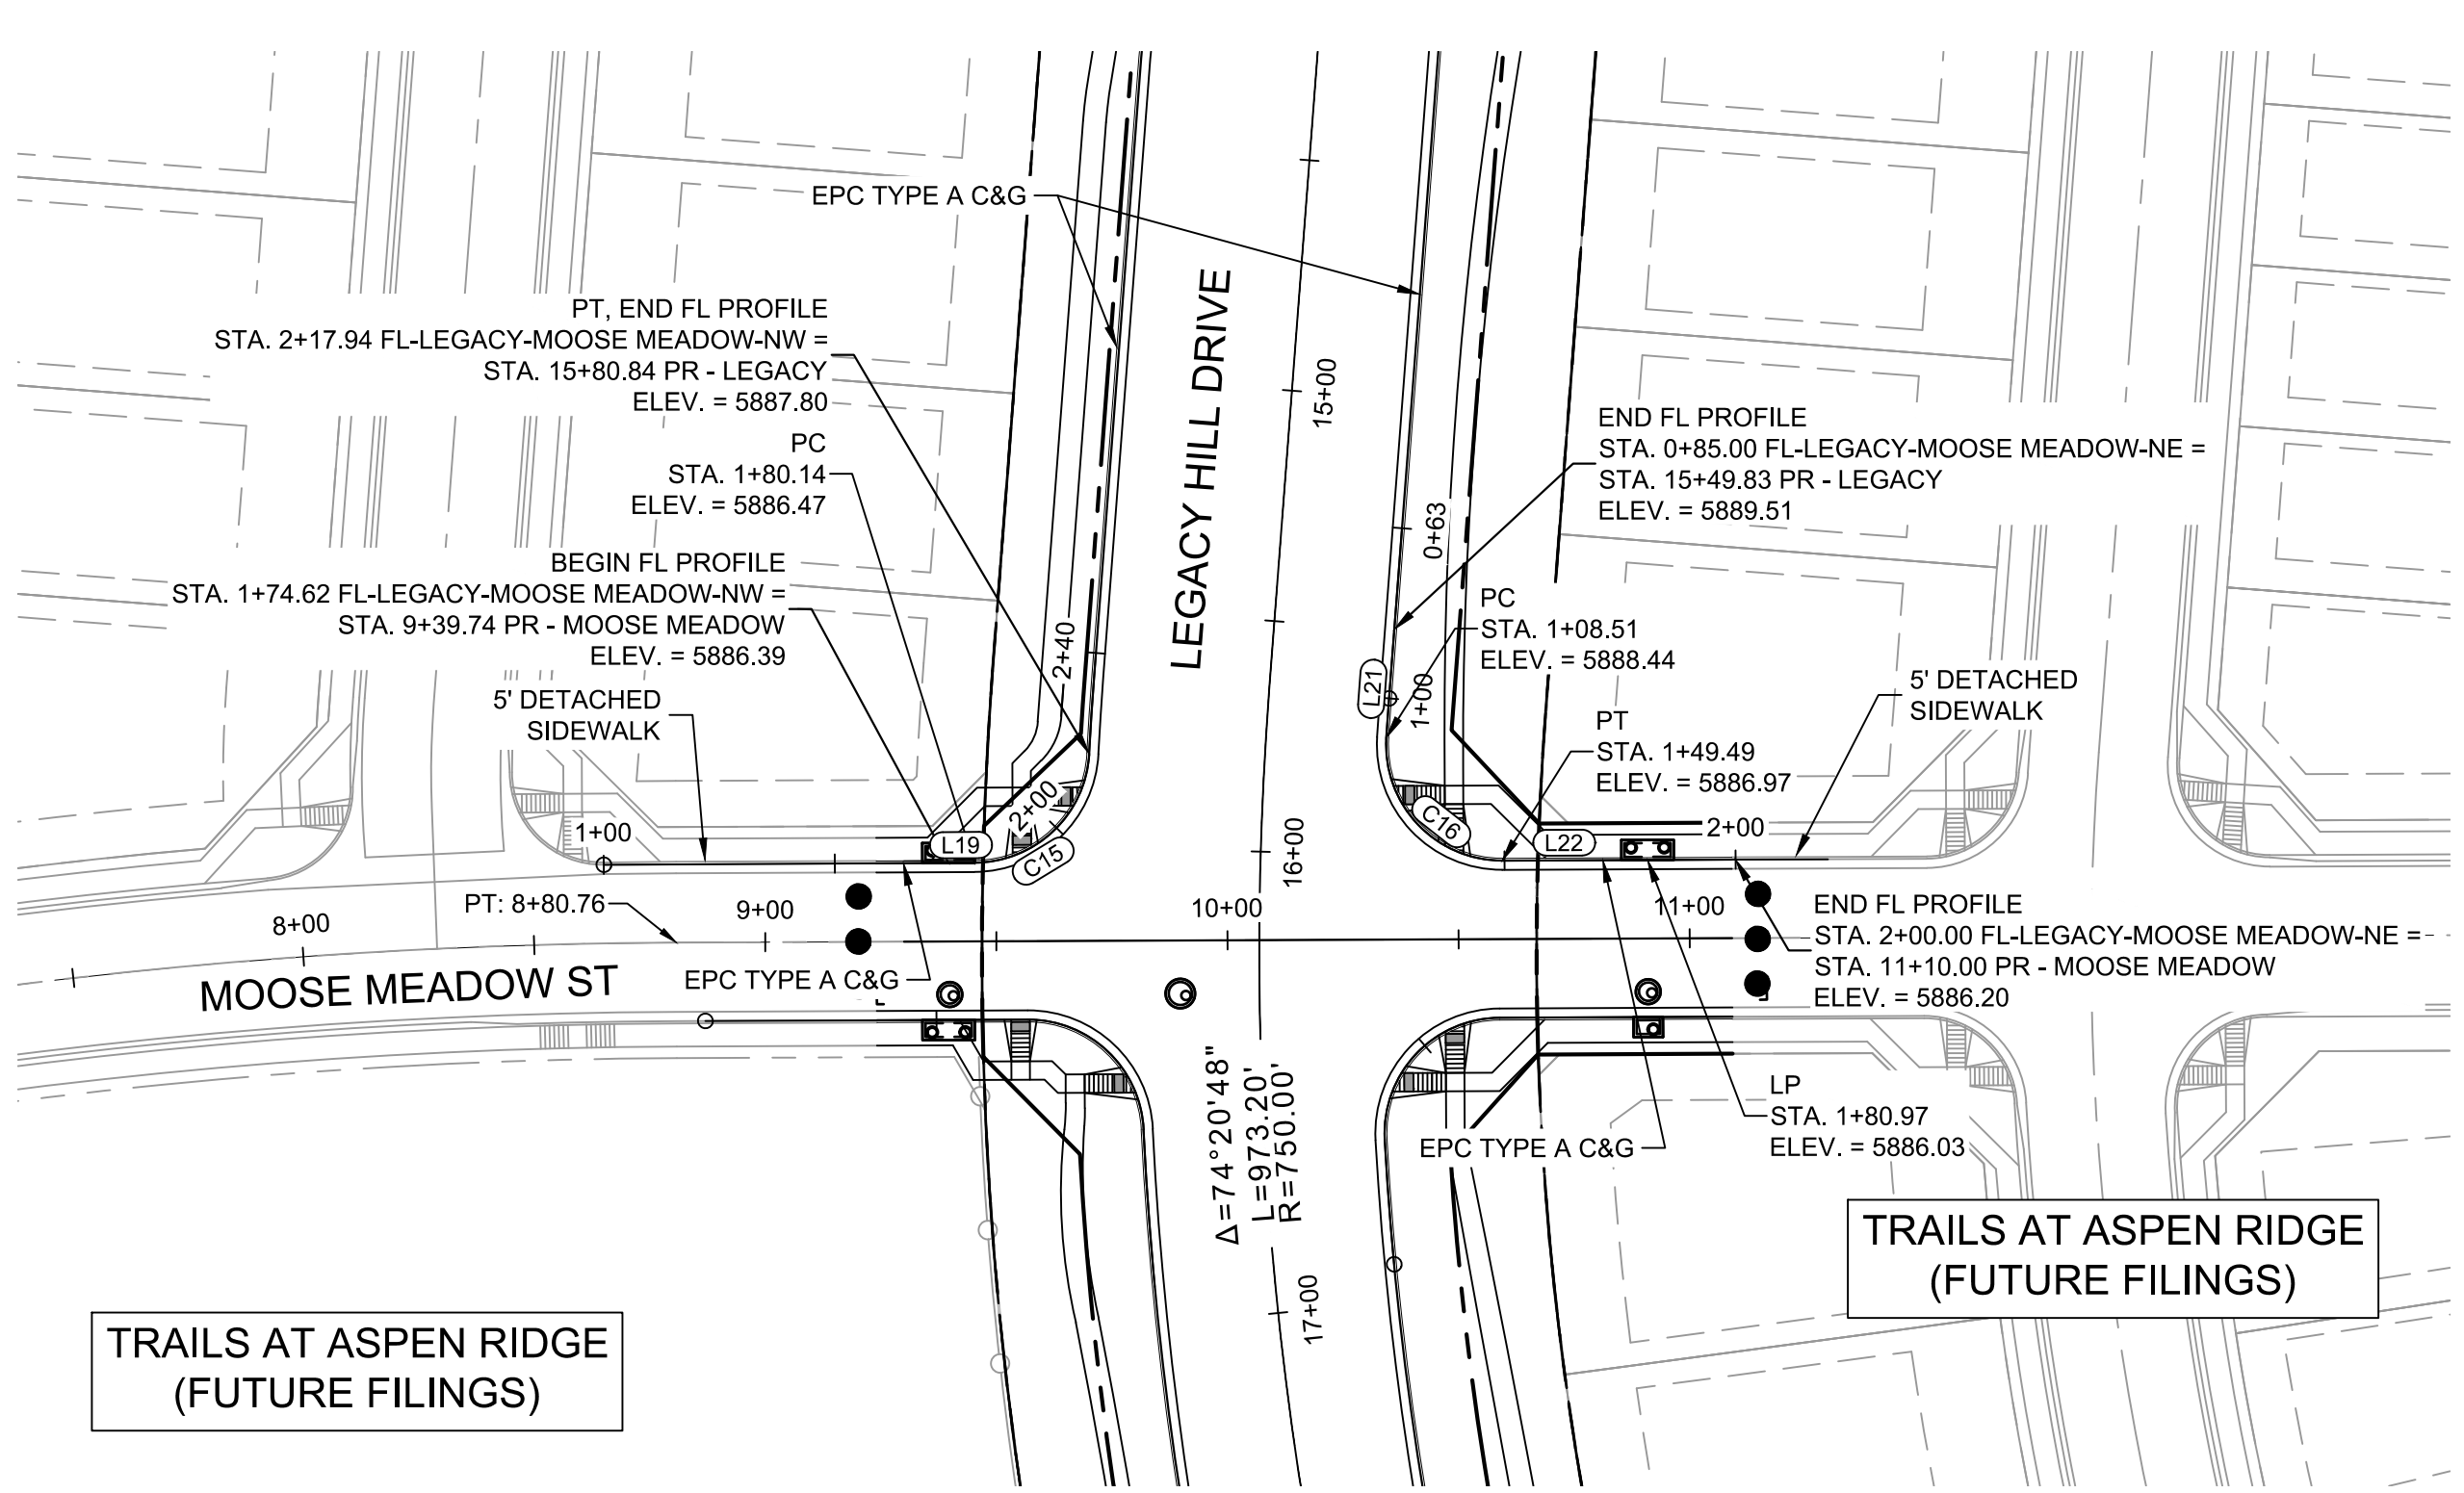 EPC TYPE A C&G
PT, END FL PROFILE
STA. 2+17.94 FL-LEGACY-MOOSE MEADOW-NW =
STA. 15+80.84 PR - LEGACY
ELEV. = 5887.80
PC
STA. 1+80.14
ELEV. = 5886.47
BEGIN FL PROFILE
STA. 1+74.62 FL-LEGACY-MOOSE MEADOW-NW =
STA. 9+39.74 PR - MOOSE MEADOW
ELEV. = 5886.39
5' DETACHED
SIDEWALK
LEGACY HILL DRIVE
15+00
2+40
0+63
END FL PROFILE
STA. 0+85.00 FL-LEGACY-MOOSE MEADOW-NE =
STA. 15+49.83 PR - LEGACY
ELEV. = 5889.51
PC
STA. 1+08.51
ELEV. = 5888.44
L21
1+00
PT
STA. 1+49.49
ELEV. = 5886.97
5' DETACHED
SIDEWALK
1+00
L19
2+00
C15
16+00
C16
L22
2+00
PT: 8+80.76
8+00
9+00
10+00
11+00
MOOSE MEADOW ST
EPC TYPE A C&G
END FL PROFILE
STA. 2+00.00 FL-LEGACY-MOOSE MEADOW-NE =
STA. 11+10.00 PR - MOOSE MEADOW
ELEV. = 5886.20
Δ=74°20'48"
L=973.20'
R=750.00'
EPC TYPE A C&G
LP
STA. 1+80.97
ELEV. = 5886.03
17+00
TRAILS AT ASPEN RIDGE
(FUTURE FILINGS)
TRAILS AT ASPEN RIDGE
(FUTURE FILINGS)